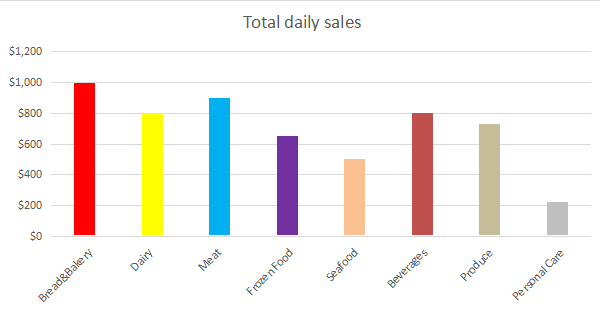 Total daily sales
$1,200
$1,000
$800
$600
$400
$200
$0
Bread&Bakery
Dairy
Meat
Frozen Food
Seafood
Beverages
Produce
Personal Care